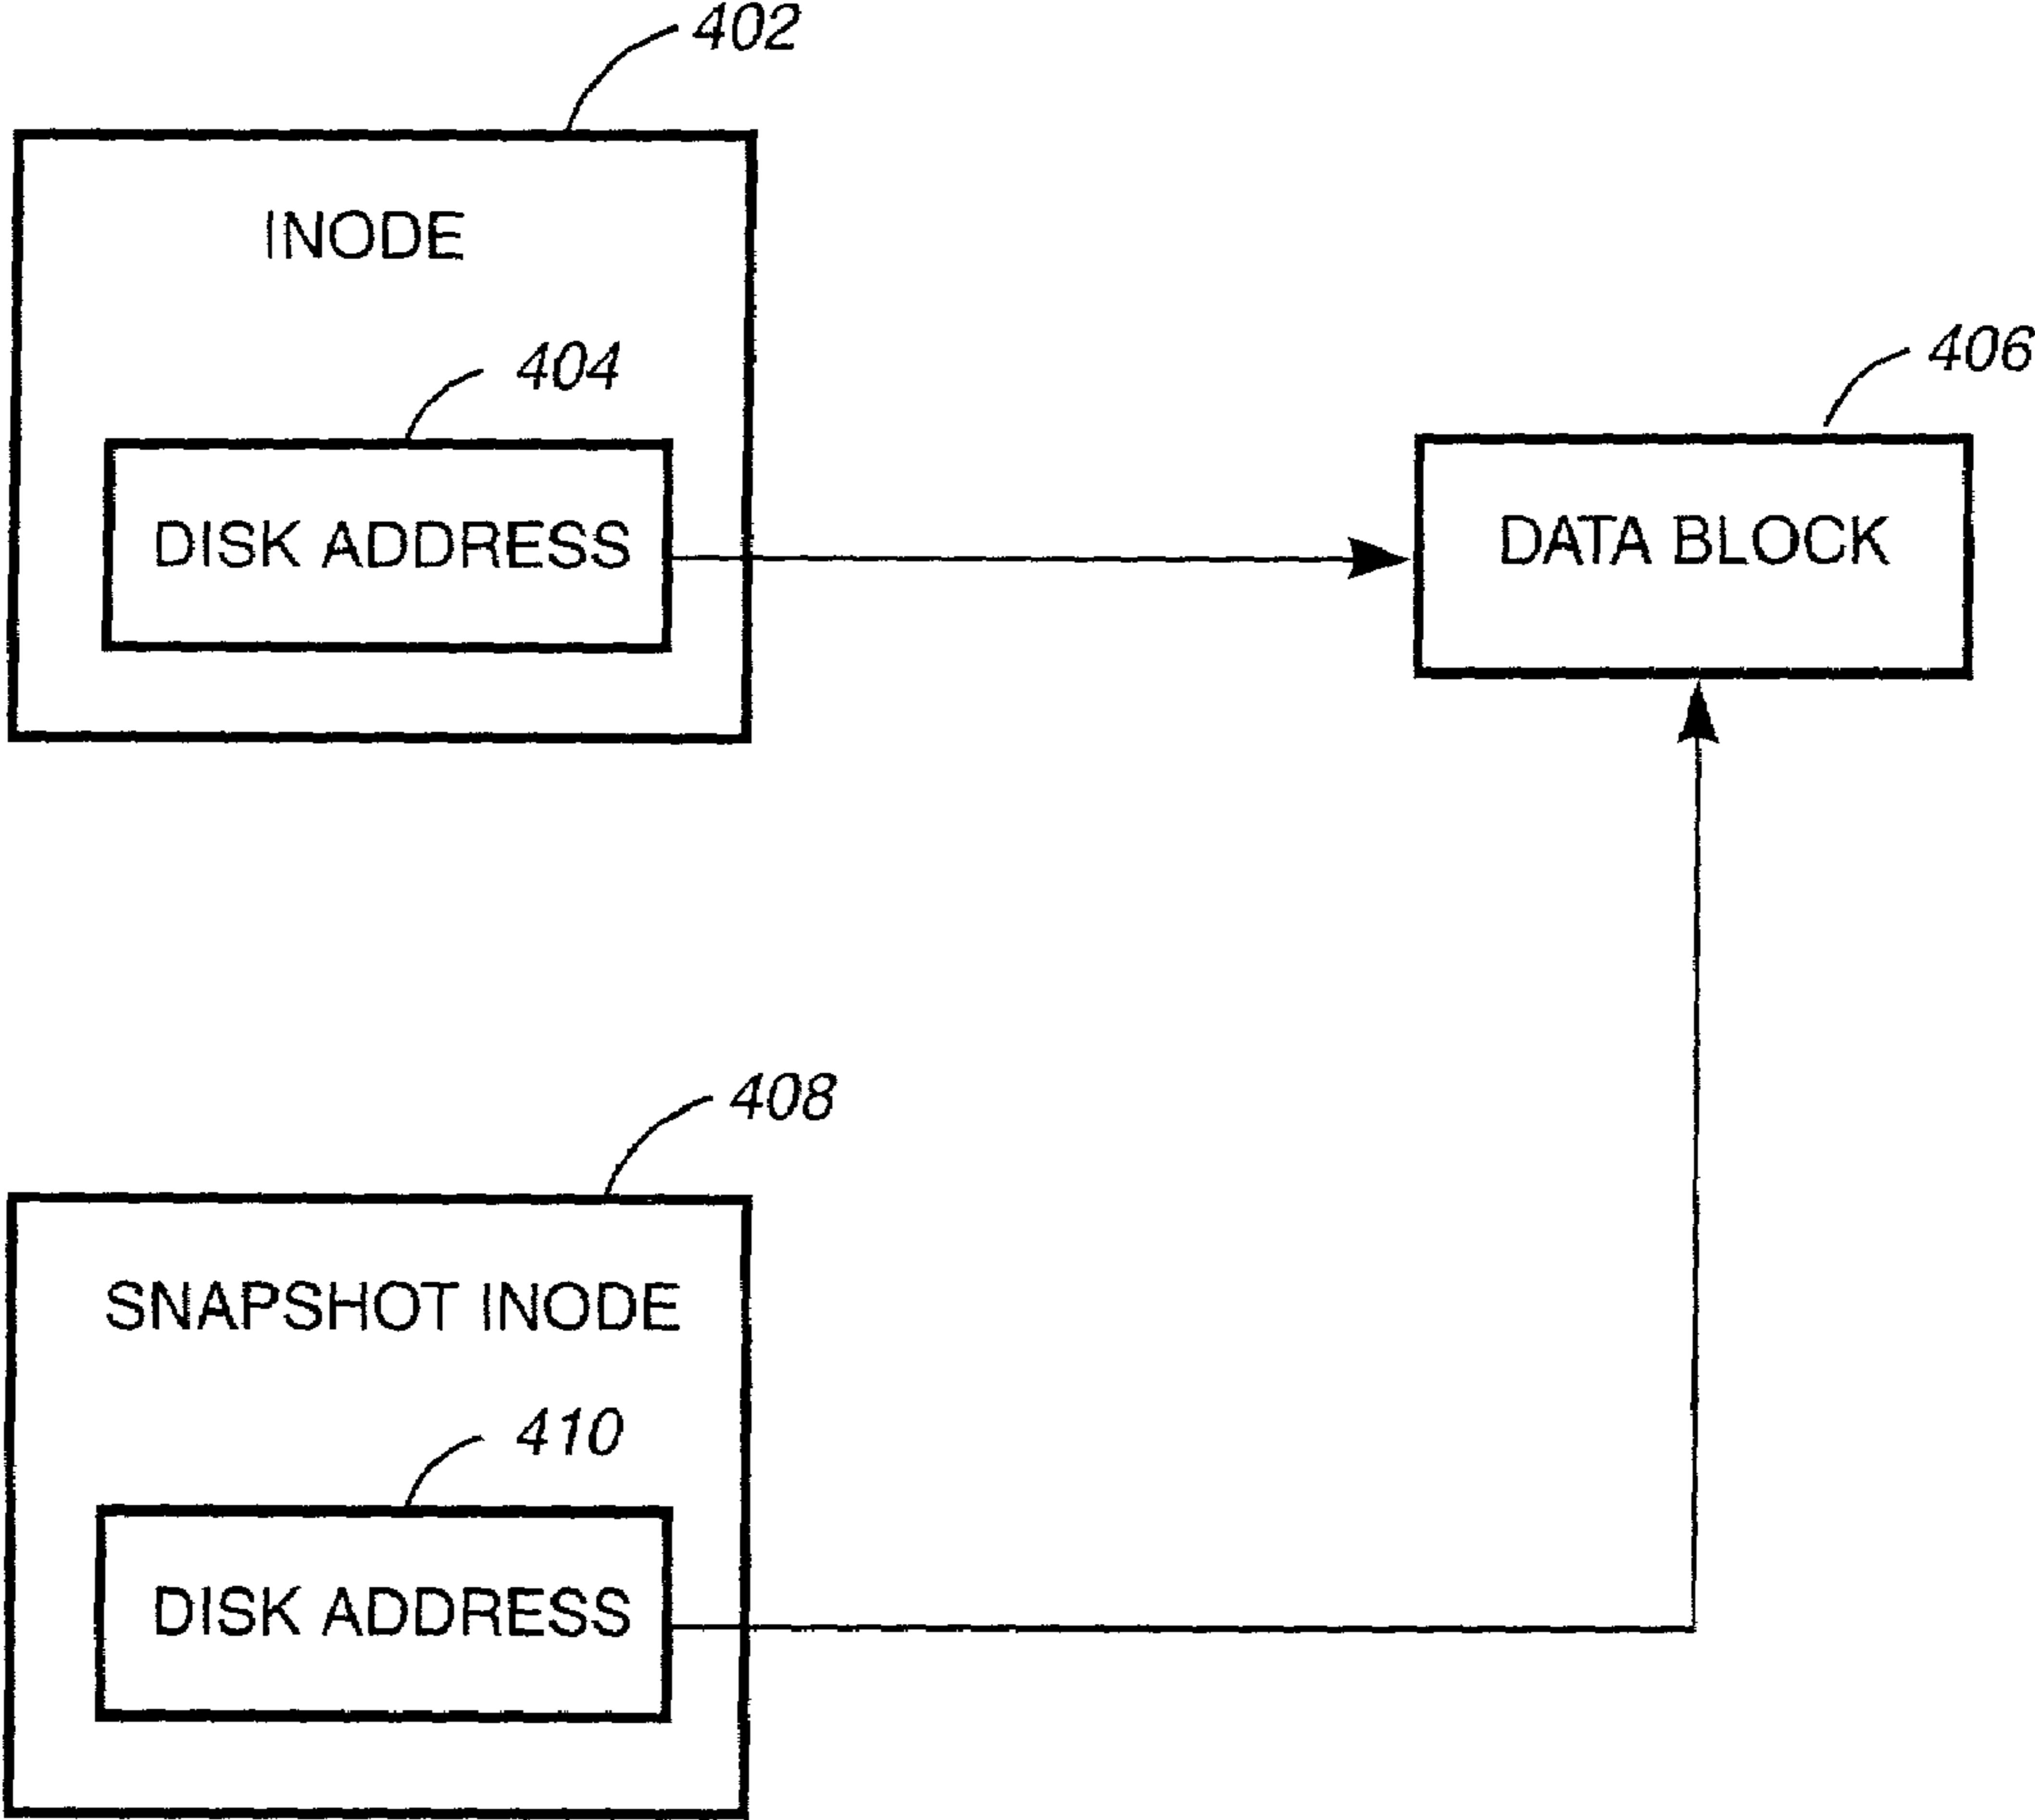 402
INODE
404
DISK ADDRESS
406
DATA BLOCK
408
SNAPSHOT INODE
410
DISK ADDRESS